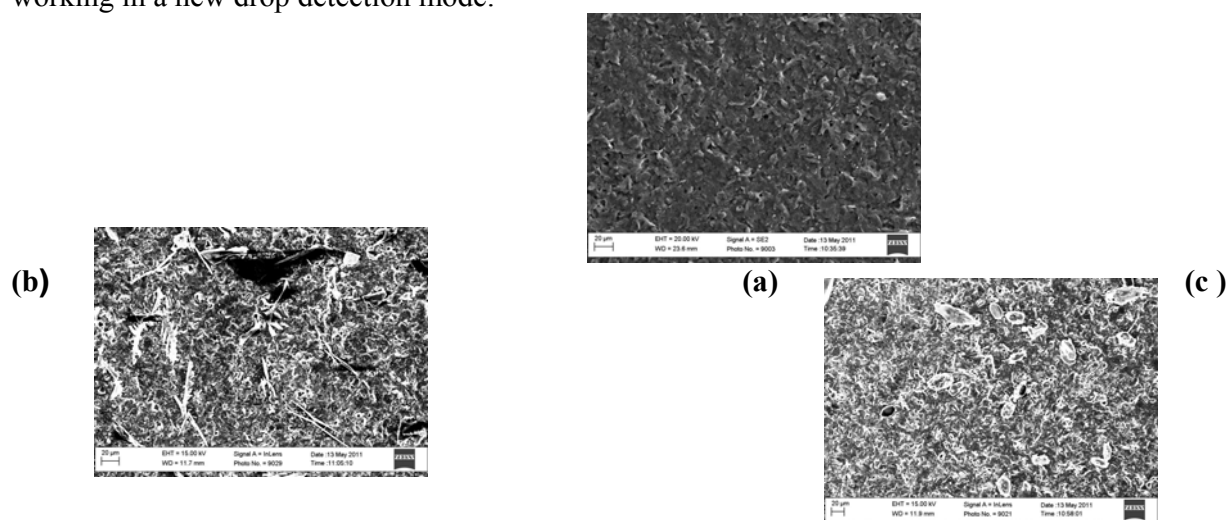 working in a new drop detection mode.
20 µm
EHT = 20.00 kV
Signal A = SE2
Date :13 May 2011
WD = 23.6 mm
Photo No. = 9003
Time :10:35:39
ZEISS
(b)
(a)
(c )
20 µm
EHT = 15.00 kV
Signal A = InLens
Date :13 May 2011
WD = 11.7 mm
Photo No. = 9029
Time :11:05:10
ZEISS
20 µm
EHT = 15.00 kV
Signal A = InLens
Date :13 May 2011
WD = 11.9 mm
Photo No. = 9021
Time :10:58:01
ZEISS